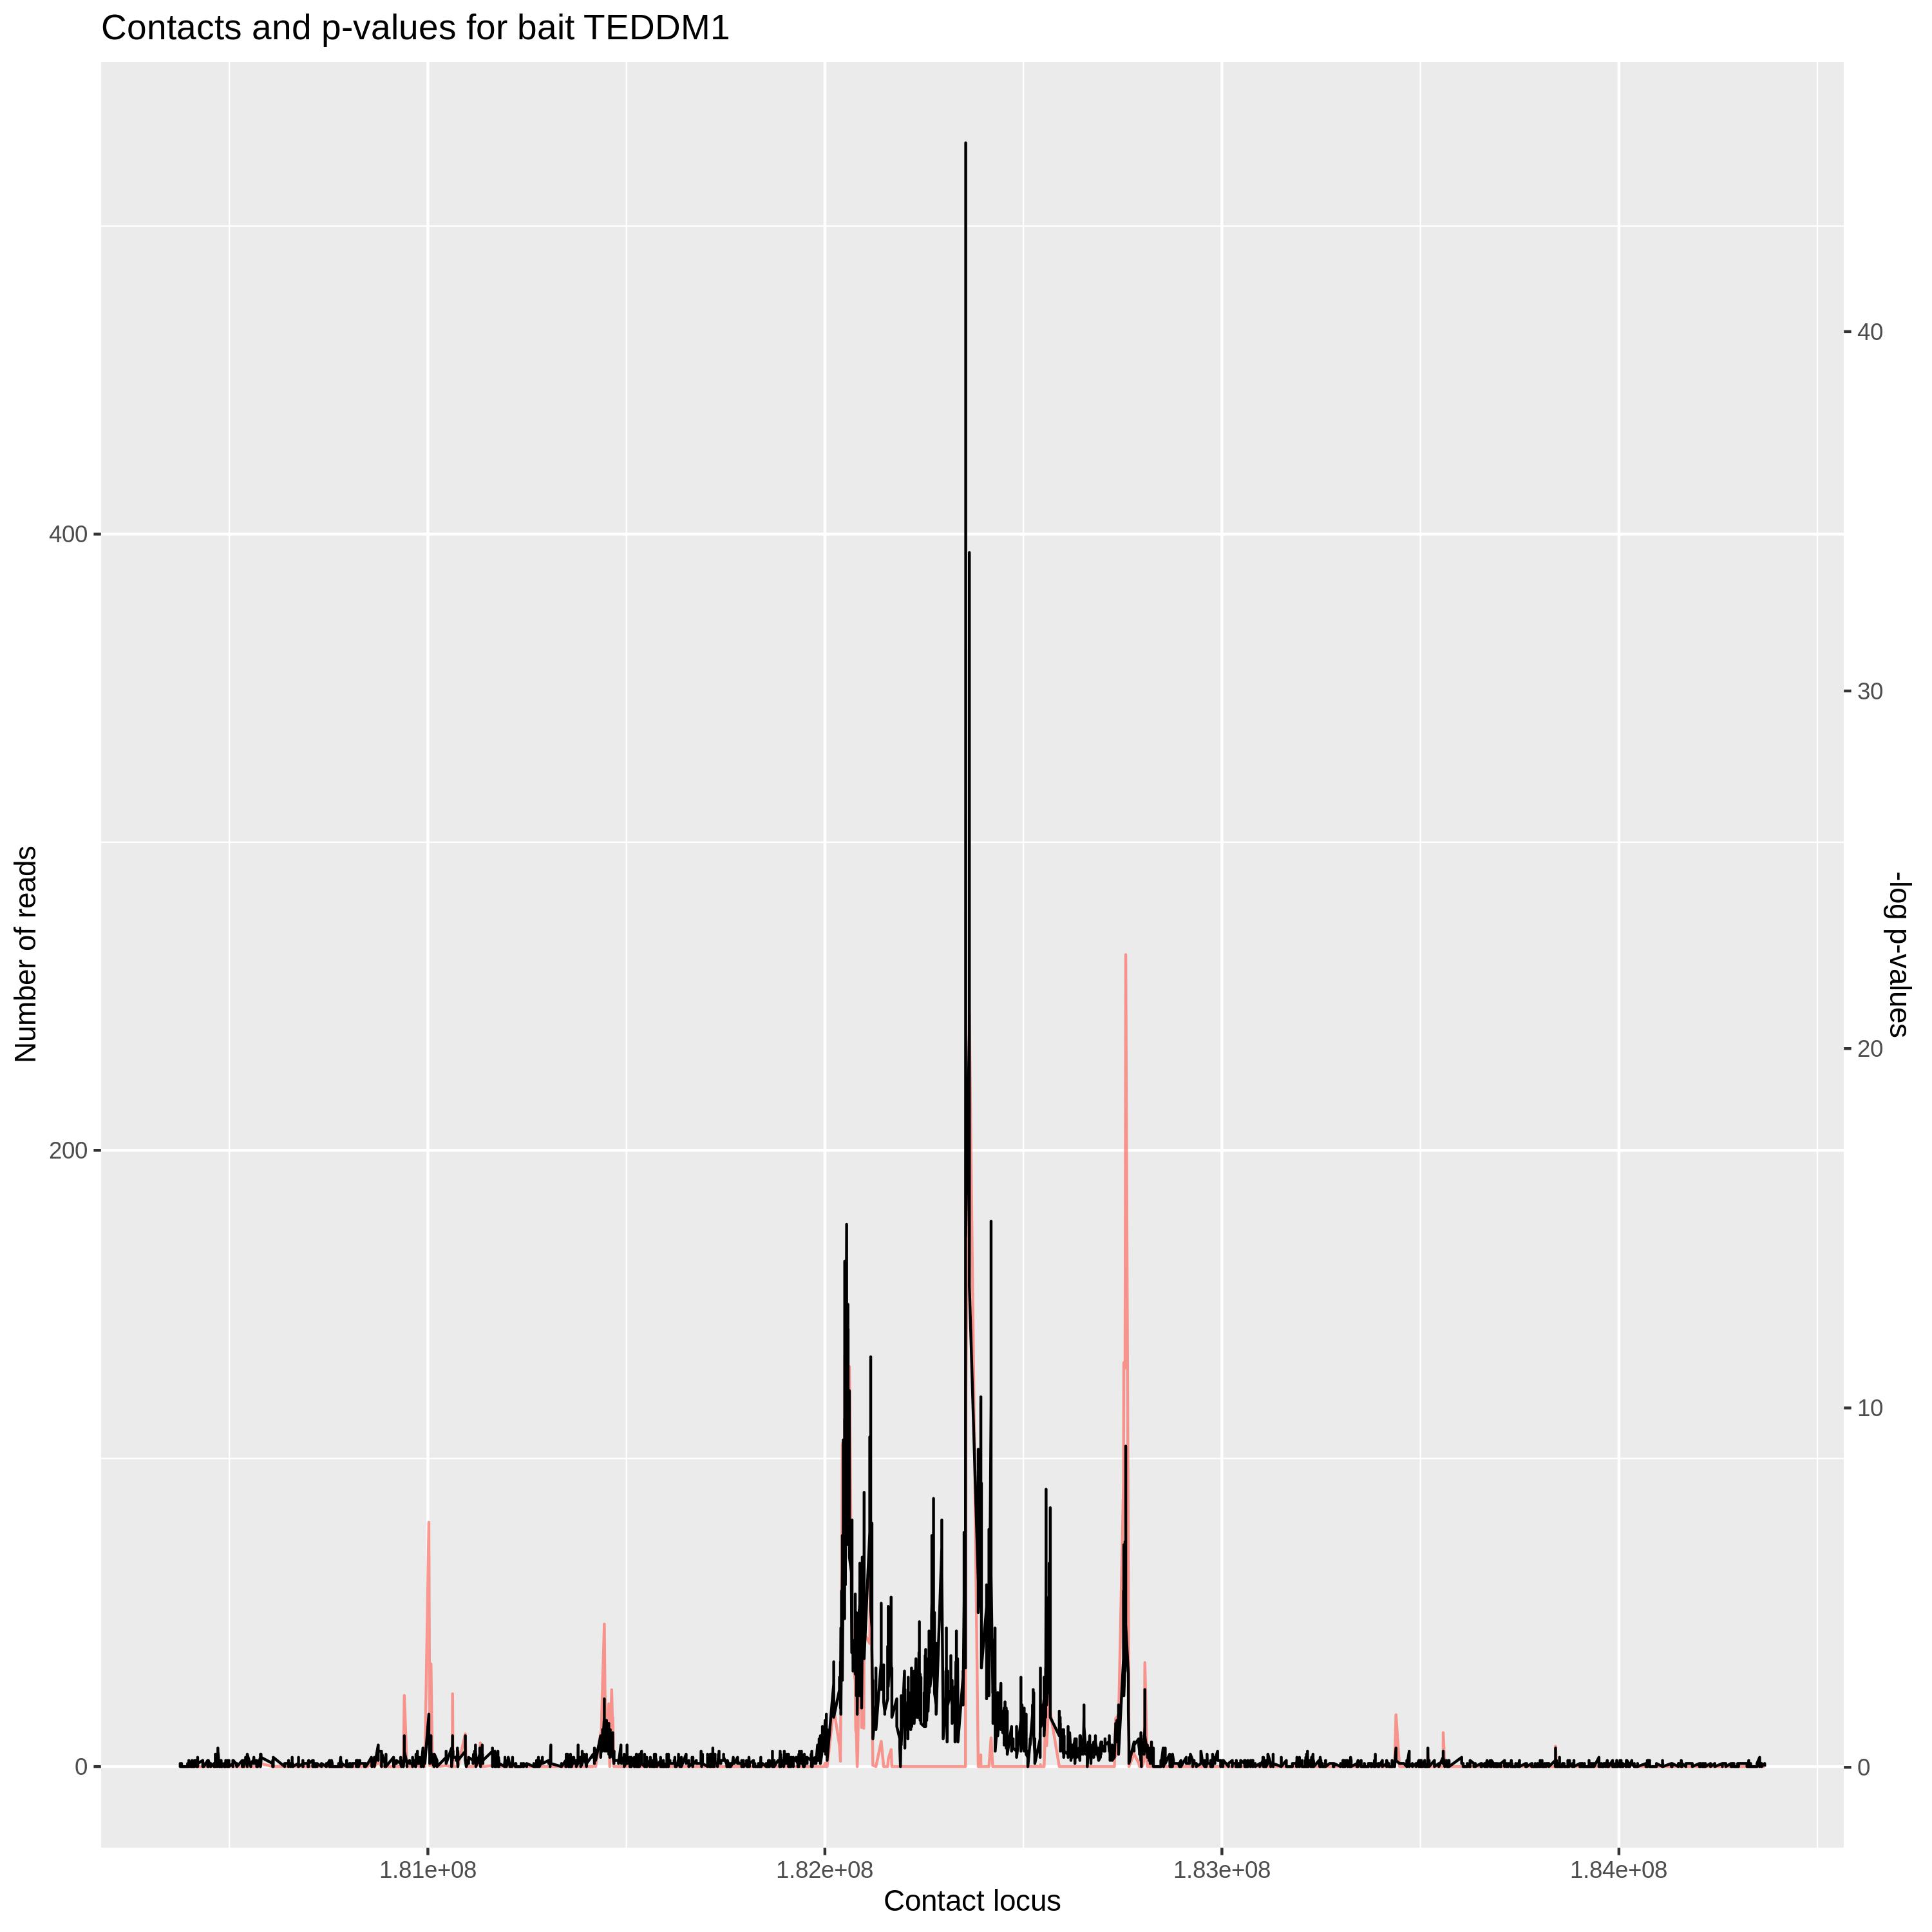 Contacts and p-values for bait TEDDM1
Number of reads
400
200
0
40
30
20
10
0
-log p-values
1.81e+08 1.82e+08 1.83e+08 1.84e+08
Contact locus